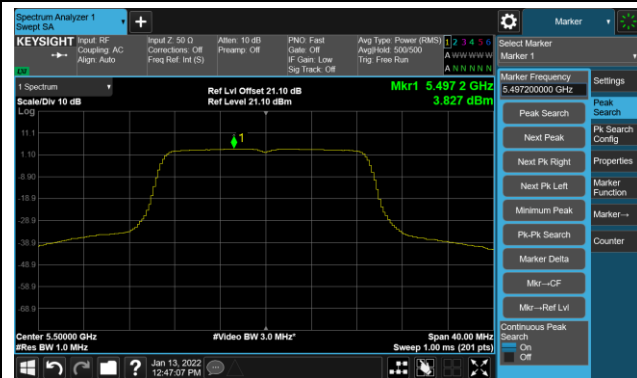 Spectrum Analyzer 1
Swept SA
Marker
KEYSIGHT
Input: RF
Coupling: AC
Align: Auto
Input Z: 50 Ω
Corrections: Off
Freq Ref: Int (S)
Atten: 10 dB
Preamp: Off
PNO: Fast
Gate: Off
IF Gain: Low
Sig Track: Off
Avg Type: Power (RMS)
Avg|Hold: 500/500
Trig: Free Run
1 2 3 4 5 6
A W W W W W
A N N N N N
Select Marker
Marker 1
1 Spectrum
Scale/Div 10 dB
Log
Ref Lvl Offset 21.10 dB
Ref Level 21.10 dBm
Mkr1 5.497 2 GHz
3.827 dBm
1
11.1
1.10
-8.90
-18.9
-28.9
-38.9
-48.9
-58.9
-68.9
Center 5.50000 GHz
#Res BW 1.0 MHz
#Video BW 3.0 MHz*
Span 40.00 MHz
Sweep 1.00 ms (201 pts)
Marker Frequency
5.497200000 GHz
Peak Search
Next Peak
Next Pk Right
Next Pk Left
Minimum Peak
Pk-Pk Search
Marker Delta
Mkr→CF
Mkr→Ref Lvl
Continuous Peak
Search
On
Off
Settings
Peak
Search
Pk Search
Config
Properties
Marker
Function
Marker→
Counter
?
Jan 13, 2022
12:47:07 PM